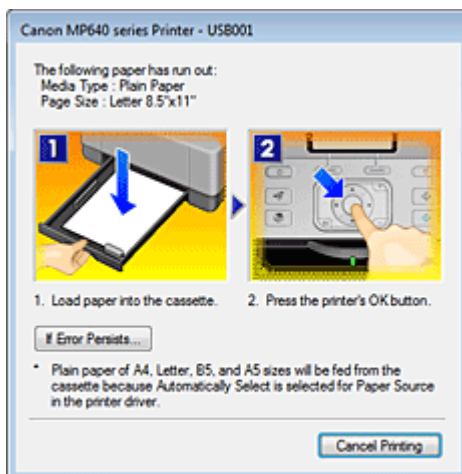 Canon MP640 series Printer - USB001
The following paper has run out:
Media Type : Plain Paper
Page Size : Letter 8.5"x11"
1
2
1. Load paper into the cassette.
2. Press the printer's OK button.
If Error Persists...
* Plain paper of A4, Letter, B5, and A5 sizes will be fed from the
cassette because Automatically Select is selected for Paper Source
in the printer driver.
Cancel Printing